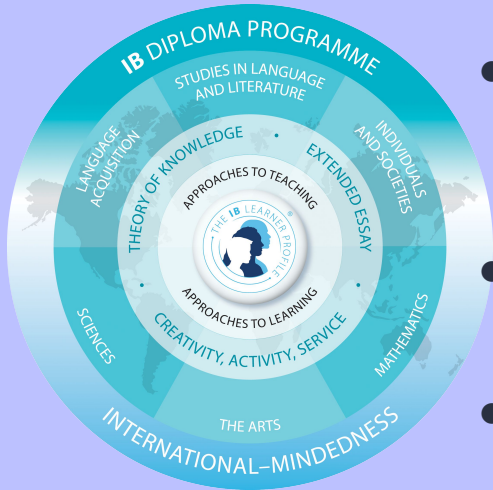 IB DIPLOMA PROGRAMME
STUDIES IN LANGUAGE
AND LITERATURE
LANGUAGE
ACQUISITION
INDIVIDUALS
AND SOCIETIES
THEORY OF KNOWLEDGE
EXTENDED ESSAY
APPROACHES TO TEACHING
THE IB LEARNER PROFILE®
APPROACHES TO LEARNING
CREATIVITY, ACTIVITY, SERVICE
SCIENCES
MATHEMATICS
THE ARTS
INTERNATIONAL–MINDEDNESS